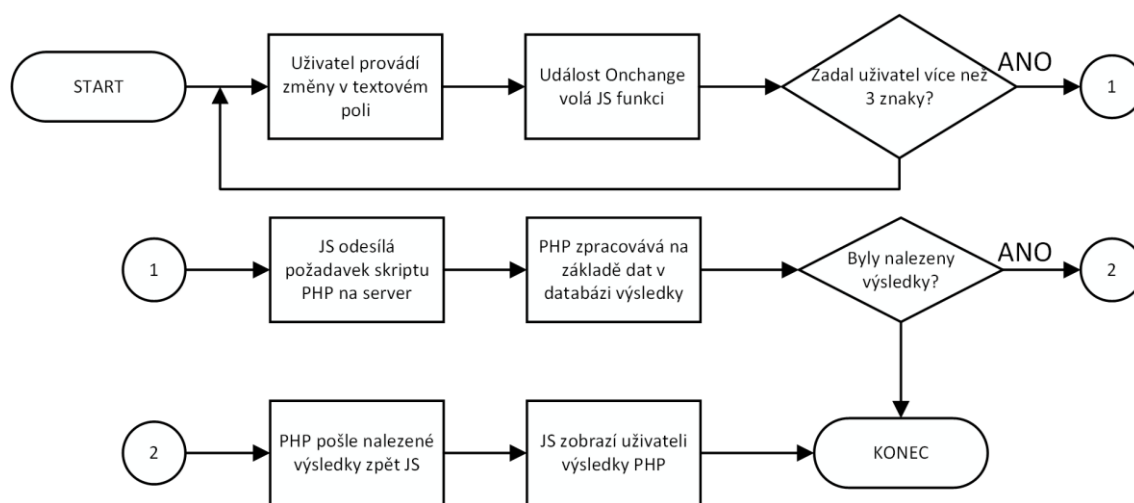 START
Uživatel provádí
změny v textovém
poli
Událost Onchange
volá JS funkci
Zadal uživatel více než
3 znaky?
ANO
1
1
JS odesílá
požadavek skriptu
PHP na server
PHP zpracovává na
základě dat v
databázi výsledky
Byly nalezeny
výsledky?
ANO
2
2
PHP pošle nalezené
výsledky zpět JS
JS zobrazí uživateli
výsledky PHP
KONEC